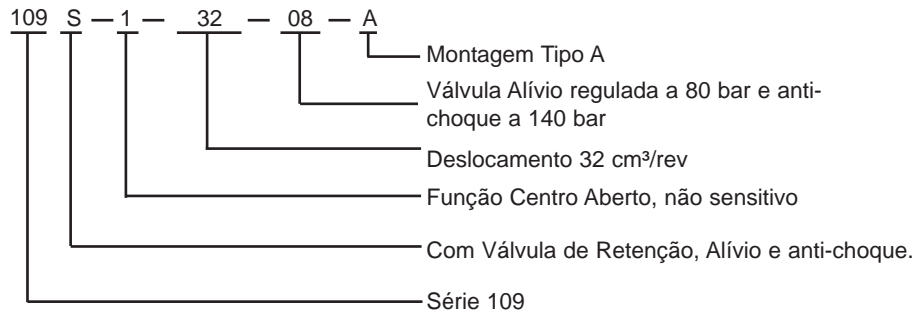 109 S — 1 — 32 — 08 — A
Montagem Tipo A
Válvula Alívio regulada a 80 bar e anti-
choque a 140 bar
Deslocamento 32 cm³/rev
Função Centro Aberto, não sensitivo
Com Válvula de Retenção, Alívio e anti-choque.
Série 109